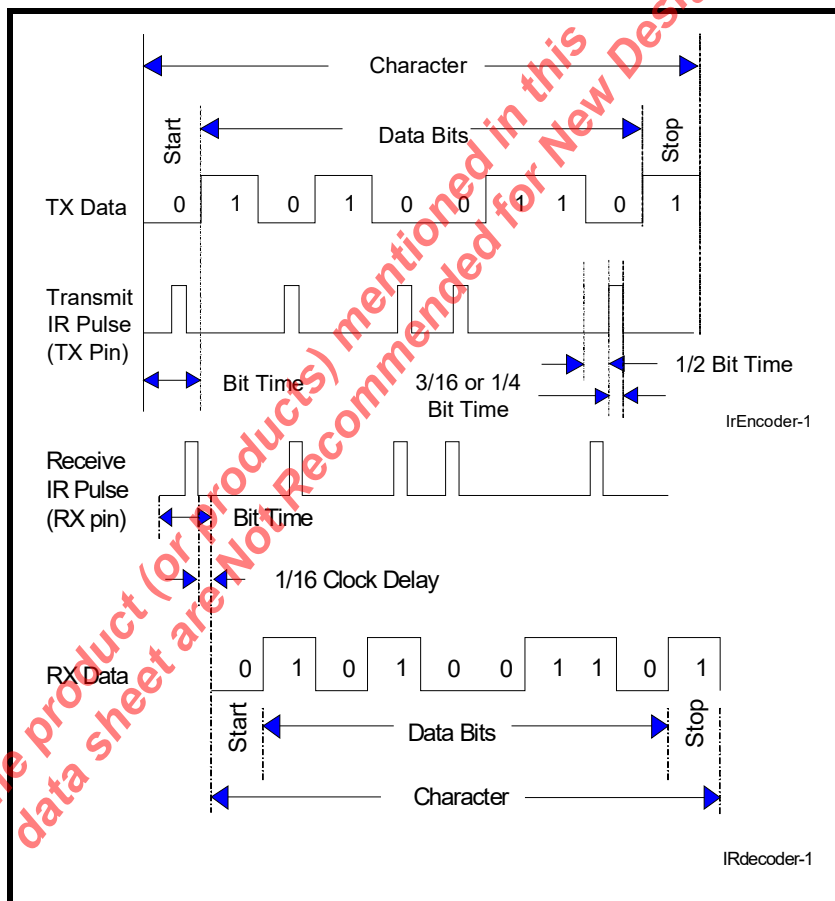 Character
Start
Data Bits
Stop
TX Data
0 1 0 1 0 0 1 1 0 1
Transmit
IR Pulse
(TX Pin)
Bit Time
3/16 or 1/4
Bit Time
1/2 Bit Time
IrEncoder-1
Receive
IR Pulse
(RX pin)
Bit Time
1/16 Clock Delay
RX Data
0 1 0 1 0 0 1 1 0 1
Start
Data Bits
Stop
Character
IRdecoder-1
product (or products) mentioned in this
data sheet are Not Recommended for New